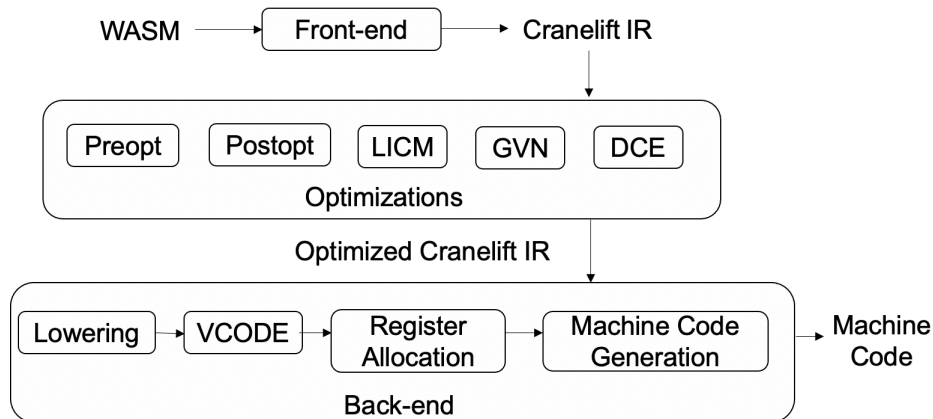 WASM
Front-end
Cranelift IR
Preopt
Postopt
LICM
GVN
DCE
Optimizations
Optimized Cranelift IR
Lowering
VCODE
Register
Allocation
Machine Code
Generation
Machine
Code
Back-end